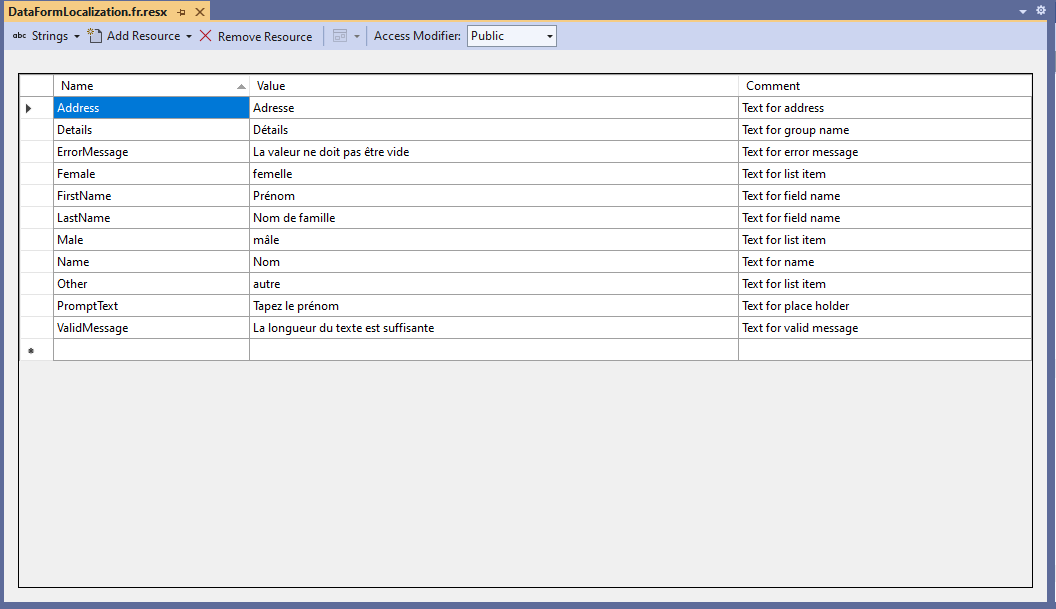 DataFormLocalization.fr.resx
abc Strings Add Resource Remove Resource Access Modifier: Public
Name Value Comment
Address Adresse Text for address
Details Détails Text for group name
ErrorMessage La valeur ne doit pas être vide Text for error message
Female femelle Text for list item
FirstName Prénom Text for field name
LastName Nom de famille Text for field name
Male mâle Text for list item
Name Nom Text for name
Other autre Text for list item
PromptText Tapez le prénom Text for place holder
ValidMessage La longueur du texte est suffisante Text for valid message